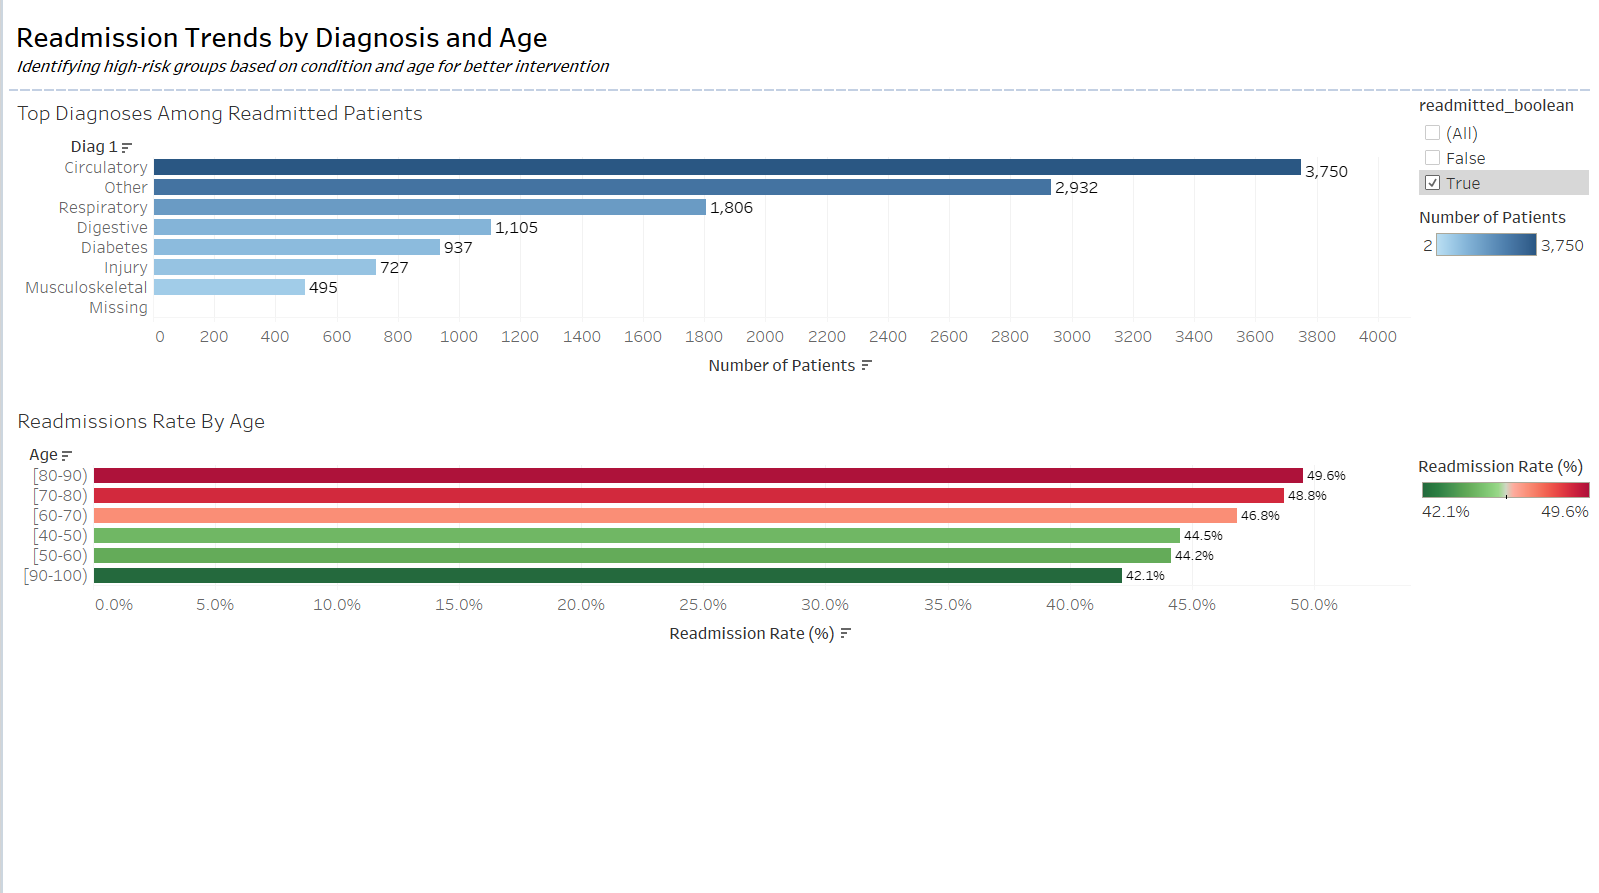 Readmission Trends by Diagnosis and Age
Identifying high-risk groups based on condition and age for better intervention
Top Diagnoses Among Readmitted Patients
Diag 1
Circulatory 3,750
Other 2,932
Respiratory 1,806
Digestive 1,105
Diabetes 937
Injury 727
Musculoskeletal 495
Missing
0 200 400 600 800 1000 1200 1400 1600 1800 2000 2200 2400 2600 2800 3000 3200 3400 3600 3800 4000
Number of Patients
readmitted_boolean
(All)
False
True
Number of Patients
2 3,750
Readmissions Rate By Age
Age
[80-90) 49.6%
[70-80) 48.8%
[60-70) 46.8%
[40-50) 44.5%
[50-60) 44.2%
[90-100) 42.1%
0.0% 5.0% 10.0% 15.0% 20.0% 25.0% 30.0% 35.0% 40.0% 45.0% 50.0%
Readmission Rate (%)
Readmission Rate (%)
42.1% 49.6%